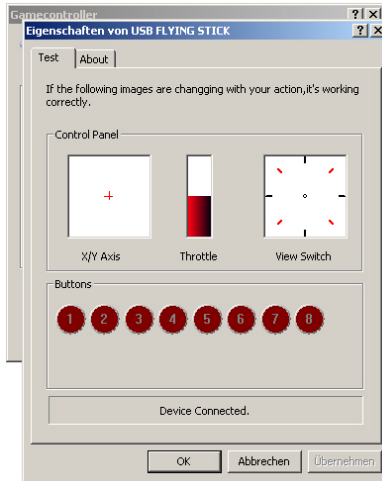 Gamecontroller
Eigenschaften von USB FLYING STICK
Test
About
If the following images are changging with your action,it's working
correctly.
Control Panel
X/Y Axis
Throttle
View Switch
Buttons
1 2 3 4 5 6 7 8
Device Connected.
OK
Abbrechen
Übernehmen